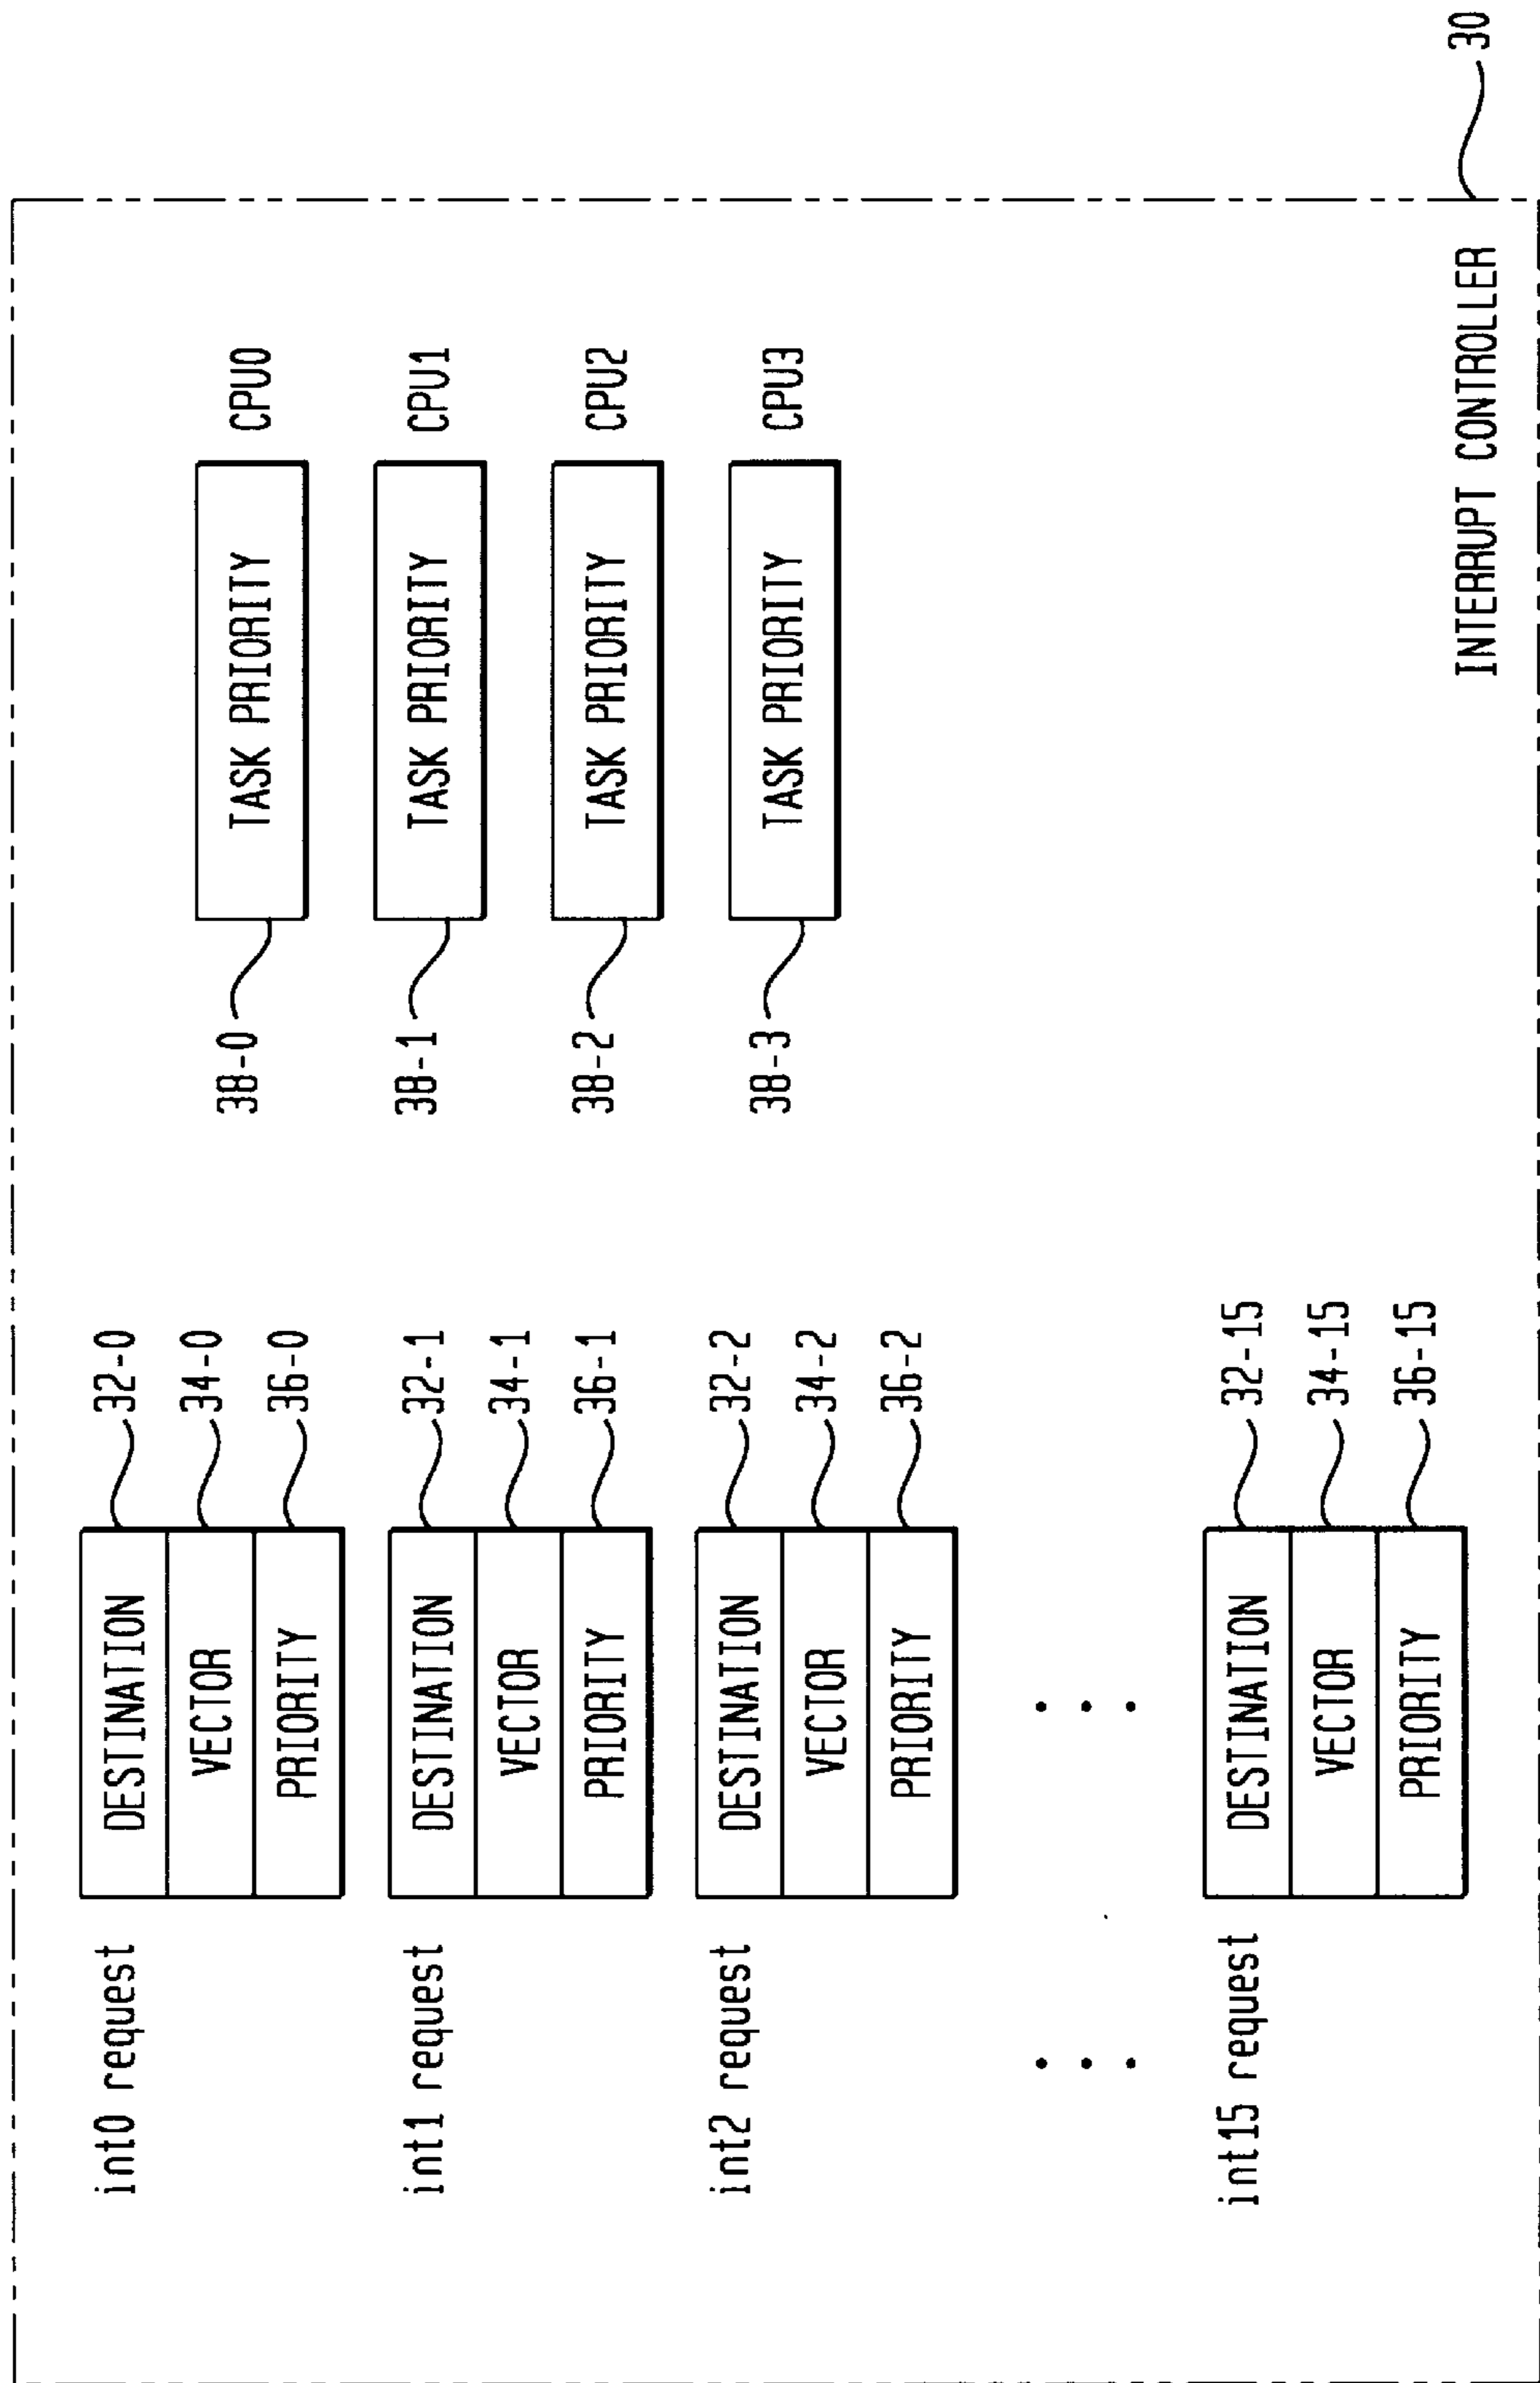 int0 request
DESTINATION
32-0
VECTOR
34-0
PRIORITY
36-0
int1 request
DESTINATION
32-1
VECTOR
34-1
PRIORITY
36-1
int2 request
DESTINATION
32-2
VECTOR
34-2
PRIORITY
36-2
int15 request
DESTINATION
32-15
VECTOR
34-15
PRIORITY
36-15
38-0
TASK PRIORITY
CPU0
38-1
TASK PRIORITY
CPU1
38-2
TASK PRIORITY
CPU2
38-3
TASK PRIORITY
CPU3
INTERRUPT CONTROLLER
30